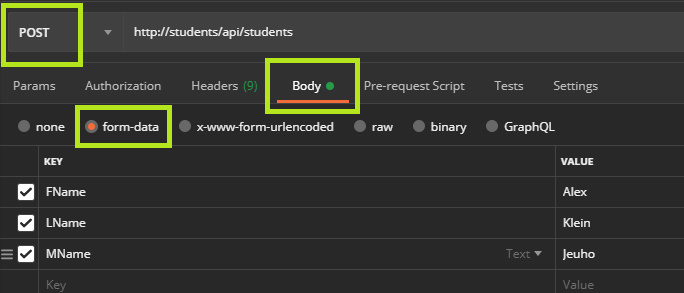 POST http://students/api/students
Params Authorization Headers (9) Body Pre-request Script Tests Settings
none form-data x-www-form-urlencoded raw binary GraphQL
KEY VALUE
FName Alex
LName Klein
MName Text Jeuho
Key Value